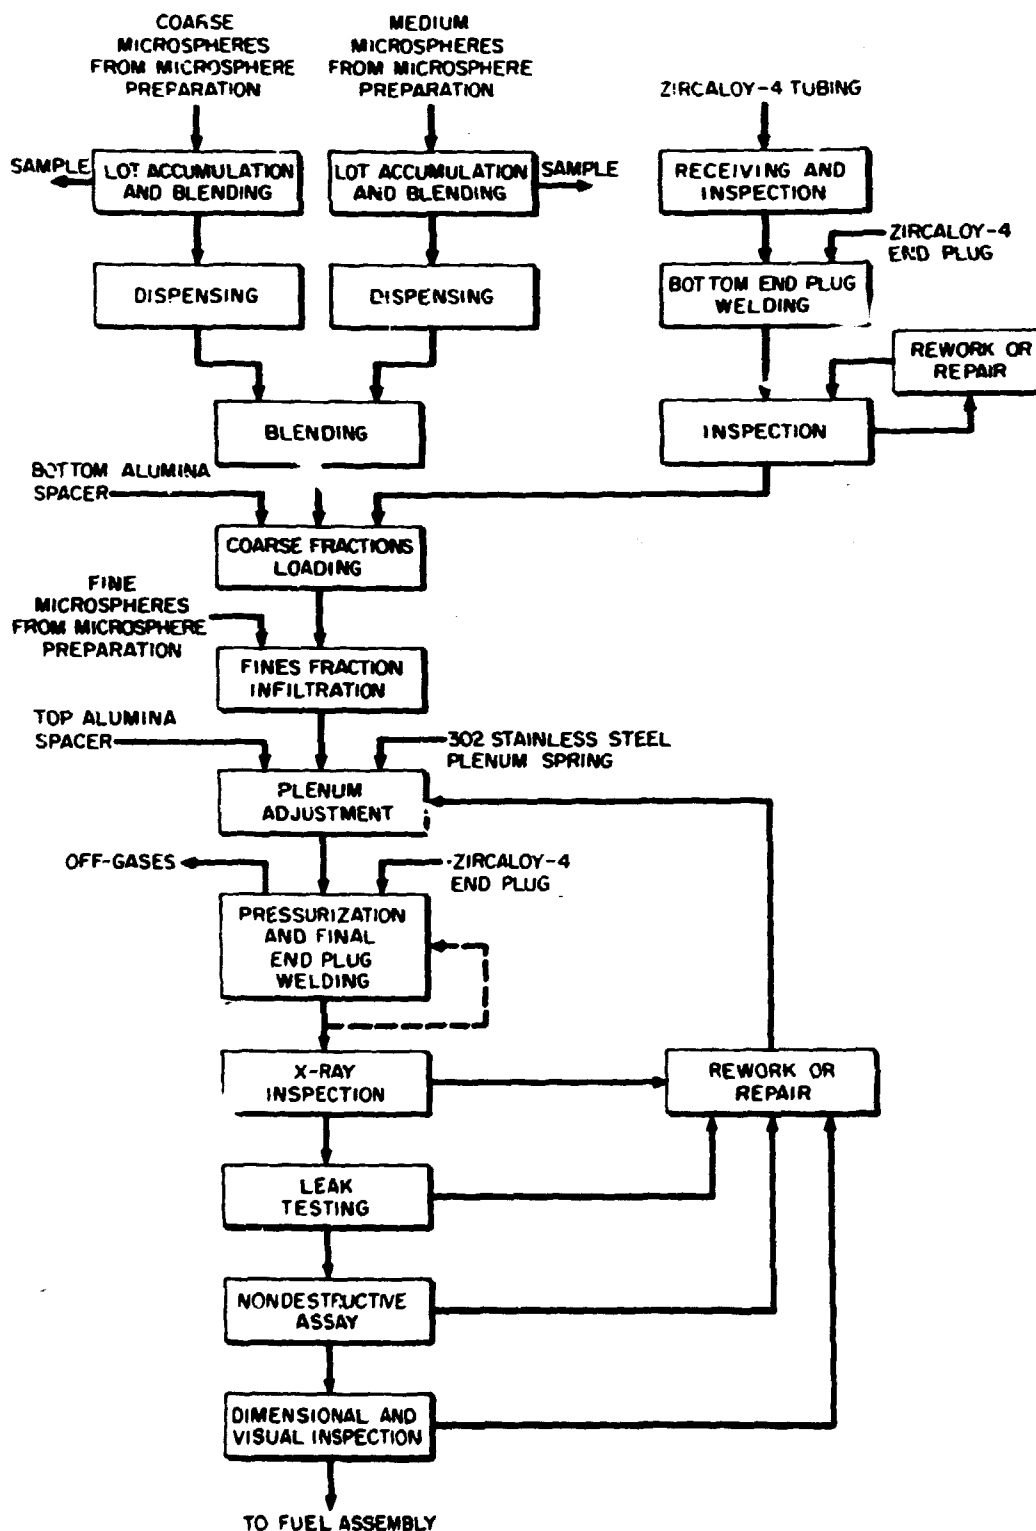 COARSE
MICROSPHERES
FROM MICROSPHERE
PREPARATION
MEDIUM
MICROSPHERES
FROM MICROSPHERE
PREPARATION
ZIRCALOY-4 TUBING
SAMPLE
LOT ACCUMULATION
AND BLENDING
LOT ACCUMULATION
AND BLENDING
SAMPLE
RECEIVING AND
INSPECTION
ZIRCALOY-4
END PLUG
DISPENSING
DISPENSING
BOTTOM END PLUG
WELDING
REWORK OR
REPAIR
BLENDING
INSPECTION
BOTTOM ALUMINA
SPACER
COARSE FRACTIONS
LOADING
FINE
MICROSPHERES
FROM MICROSPHERE
PREPARATION
FINES FRACTION
INFILTRATION
TOP ALUMINA
SPACER
302 STAINLESS STEEL
PLENUM SPRING
PLENUM
ADJUSTMENT
OFF-GASES
ZIRCALOY-4
END PLUG
PRESSURIZATION
AND FINAL
END PLUG
WELDING
X-RAY
INSPECTION
REWORK OR
REPAIR
LEAK
TESTING
NONDESTRUCTIVE
ASSAY
DIMENSIONAL AND
VISUAL INSPECTION
TO FUEL ASSEMBLY